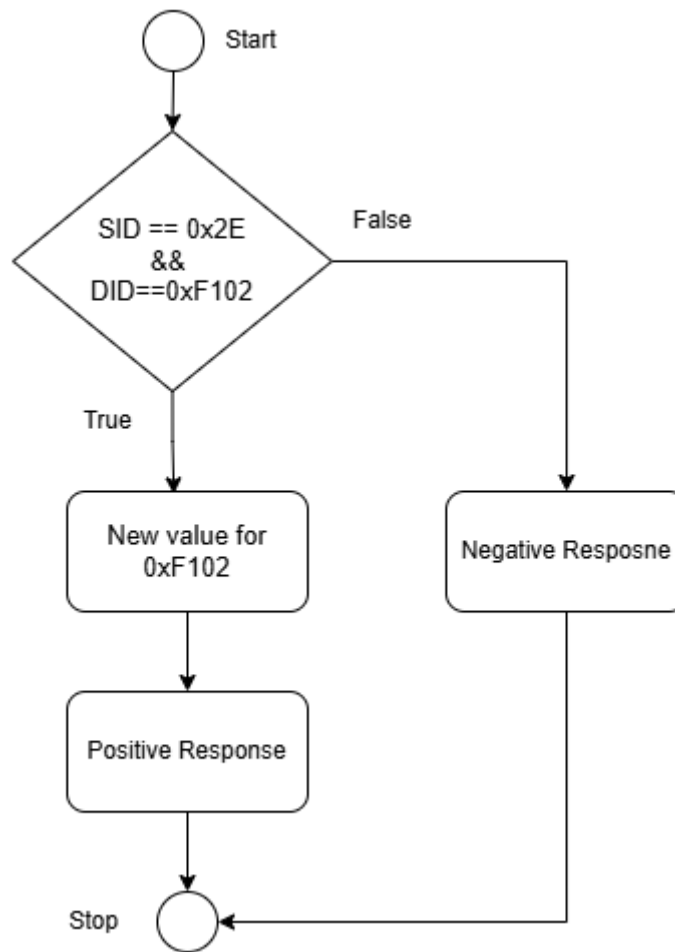 Start
SID == 0x2E
&&
DID==0xF102
False
True
New value for
0xF102
Negative Resposne
Positive Response
Stop